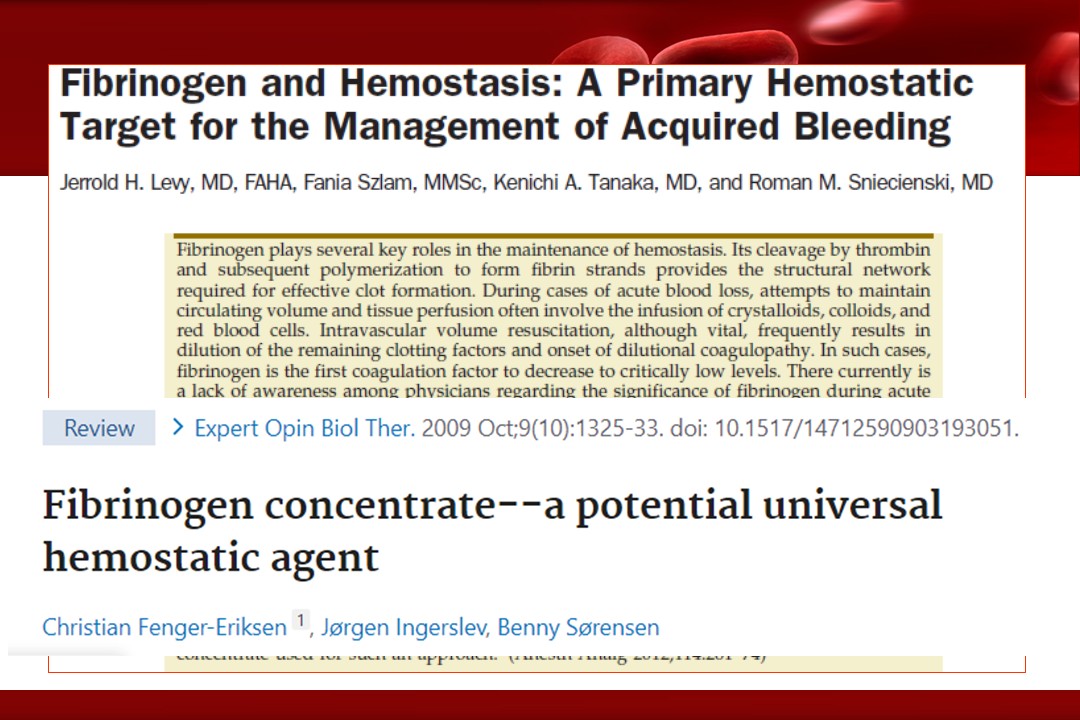 Fibrinogen and Hemostasis: A Primary Hemostatic
Target for the Management of Acquired Bleeding
Jerrold H. Levy, MD, FAHA, Fania Szlam, MMSc, Kenichi A. Tanaka, MD, and Roman M. Sniecienski, MD
Fibrinogen plays several key roles in the maintenance of hemostasis. Its cleavage by thrombin
and subsequent polymerization to form fibrin strands provides the structural network
required for effective clot formation. During cases of acute blood loss, attempts to maintain
circulating volume and tissue perfusion often involve the infusion of crystalloids, colloids, and
red blood cells. Intravascular volume resuscitation, although vital, frequently results in
dilution of the remaining clotting factors and onset of dilutional coagulopathy. In such cases,
fibrinogen is the first coagulation factor to decrease to critically low levels. There currently is
a lack of awareness among physicians regarding the significance of fibrinogen during acute
Review > Expert Opin Biol Ther. 2009 Oct;9(10):1325-33. doi: 10.1517/14712590903193051.
Fibrinogen concentrate--a potential universal
hemostatic agent
Christian Fenger-Eriksen 1, Jørgen Ingerslev, Benny Sørensen
concentrate used for such an approach. (Anesth Analg 2012;114:261-74)